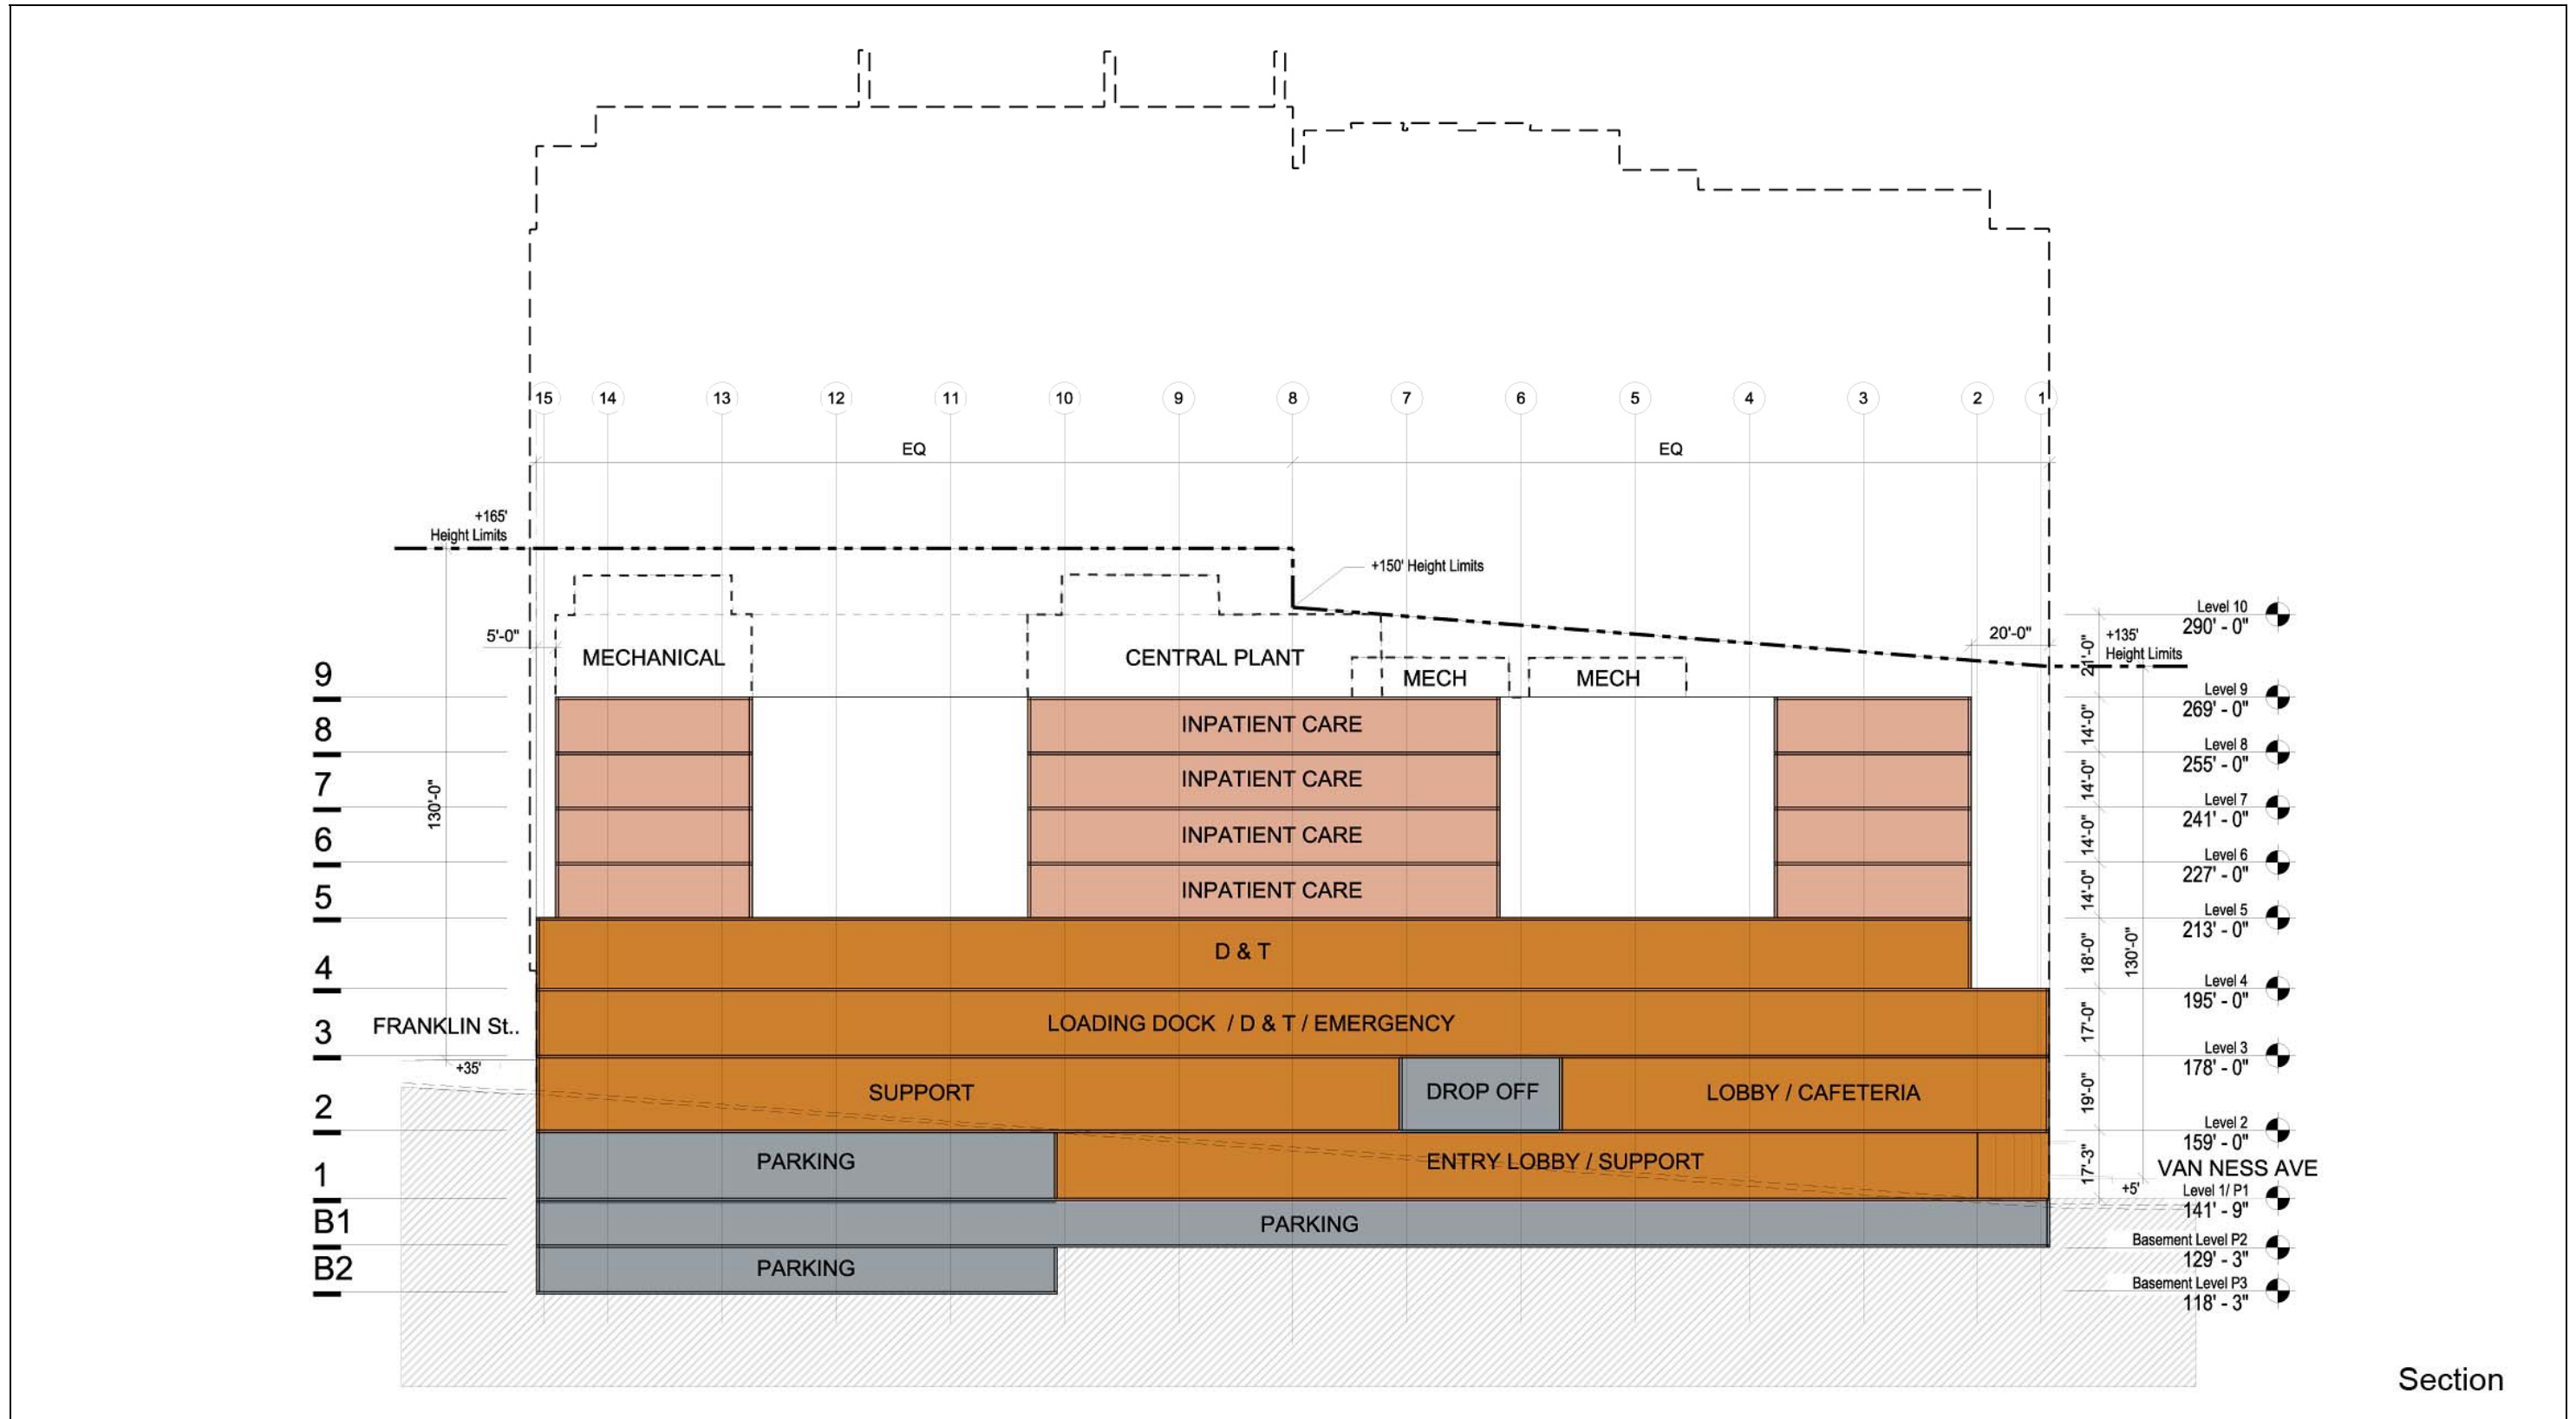 15 14 13 12 11 10 9 8 7 6 5 4 3 2 1
EQ EQ
+165'
Height Limits
+150' Height Limits
Level 10
290' - 0"
5'-0"
20'-0"
+135'
Height Limits
21'-0"
MECHANICAL
CENTRAL PLANT
MECH
MECH
9
Level 9
269' - 0"
8
INPATIENT CARE
14'-0"
Level 8
255' - 0"
7
INPATIENT CARE
14'-0"
Level 7
241' - 0"
130'-0"
6
INPATIENT CARE
14'-0"
Level 6
227' - 0"
5
INPATIENT CARE
14'-0"
Level 5
213' - 0"
4
D & T
18'-0"
130'-0"
Level 4
195' - 0"
3
FRANKLIN St..
LOADING DOCK / D & T / EMERGENCY
17'-0"
Level 3
178' - 0"
+35'
2
SUPPORT
DROP OFF
LOBBY / CAFETERIA
19'-0"
Level 2
159' - 0"
1
PARKING
ENTRY LOBBY / SUPPORT
17'-3"
VAN NESS AVE
+5'
Level 1/ P1
141' - 9"
B1
PARKING
Basement Level P2
129' - 3"
B2
PARKING
Basement Level P3
118' - 3"
Section